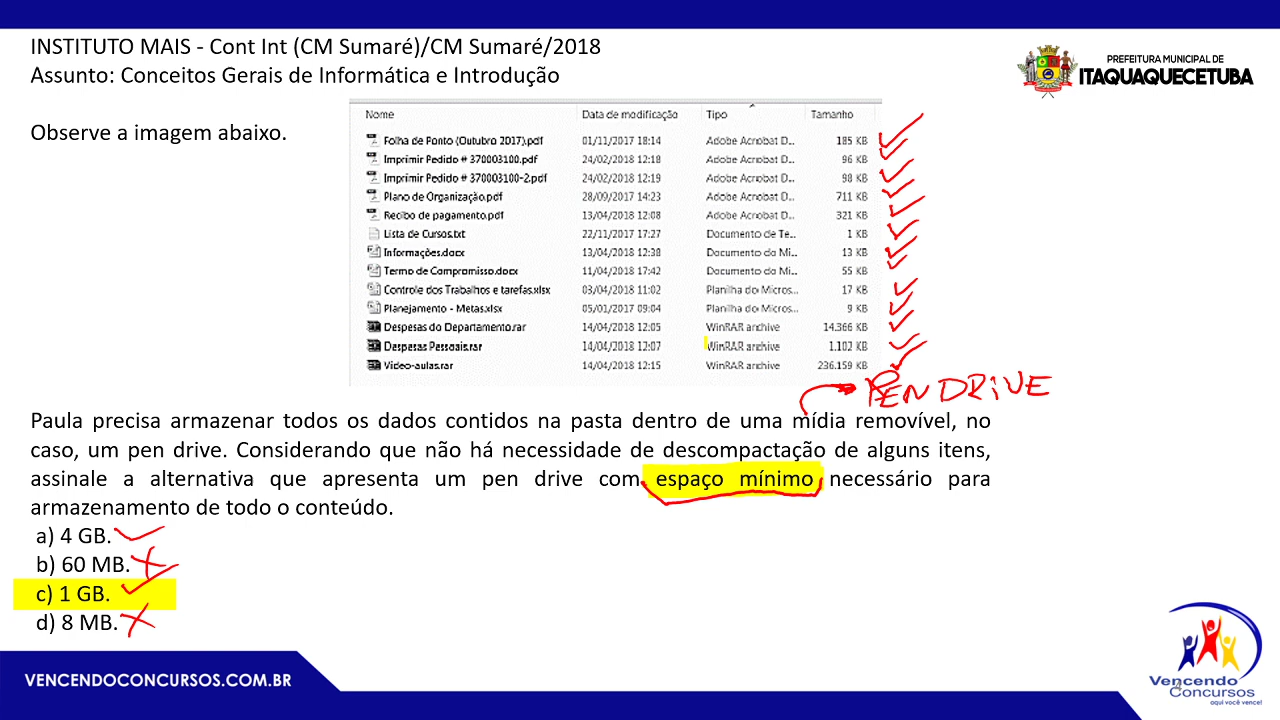 INSTITUTO MAIS - Cont Int (CM Sumaré)/CM Sumaré/2018
Assunto: Conceitos Gerais de Informática e Introdução
PREFEITURA MUNICIPAL DE
ITAQUAQUECETUBA
Observe a imagem abaixo.
Nome Data de modificação Tipo Tamanho
Folha de Ponto (Outubro 2017).pdf 01/11/2017 18:14 Adobe Acrobat D... 185 KB
Imprimir Pedido # 370003100.pdf 24/02/2018 12:18 Adobe Acrobat D... 96 KB
Imprimir Pedido # 370003100-2.pdf 24/02/2018 12:19 Adobe Acrobat D... 98 KB
Plano de Organização.pdf 28/09/2017 14:23 Adobe Acrobat D... 711 KB
Recibo de pagamento.pdf 13/04/2018 12:08 Adobe Acrobat D... 321 KB
Lista de Cursos.txt 22/11/2017 17:27 Documento de Te... 1 KB
Informações.docx 13/04/2018 12:38 Documento do Mi... 13 KB
Termo de Compromisso.docx 11/04/2018 17:42 Documento do Mi... 55 KB
Controle dos Trabalhos e tarefas.xlsx 03/04/2018 11:02 Planilha do Micros... 17 KB
Planejamento - Metas.xlsx 05/01/2017 09:04 Planilha do Micros... 9 KB
Despesas do Departamento.rar 14/04/2018 12:05 WinRAR archive 14.366 KB
Despesas Pessoais.rar 14/04/2018 12:07 WinRAR archive 1.102 KB
Video-aulas.rar 14/04/2018 12:15 WinRAR archive 236.159 KB
PEN DRIVE
Paula precisa armazenar todos os dados contidos na pasta dentro de uma mídia removível, no
caso, um pen drive. Considerando que não há necessidade de descompactação de alguns itens,
assinale a alternativa que apresenta um pen drive com espaço mínimo necessário para
armazenamento de todo o conteúdo.
a) 4 GB.
b) 60 MB.
c) 1 GB.
d) 8 MB.
VENCENDOCONCURSOS.COM.BR
Vencendo
Concursos
aqui você vence!